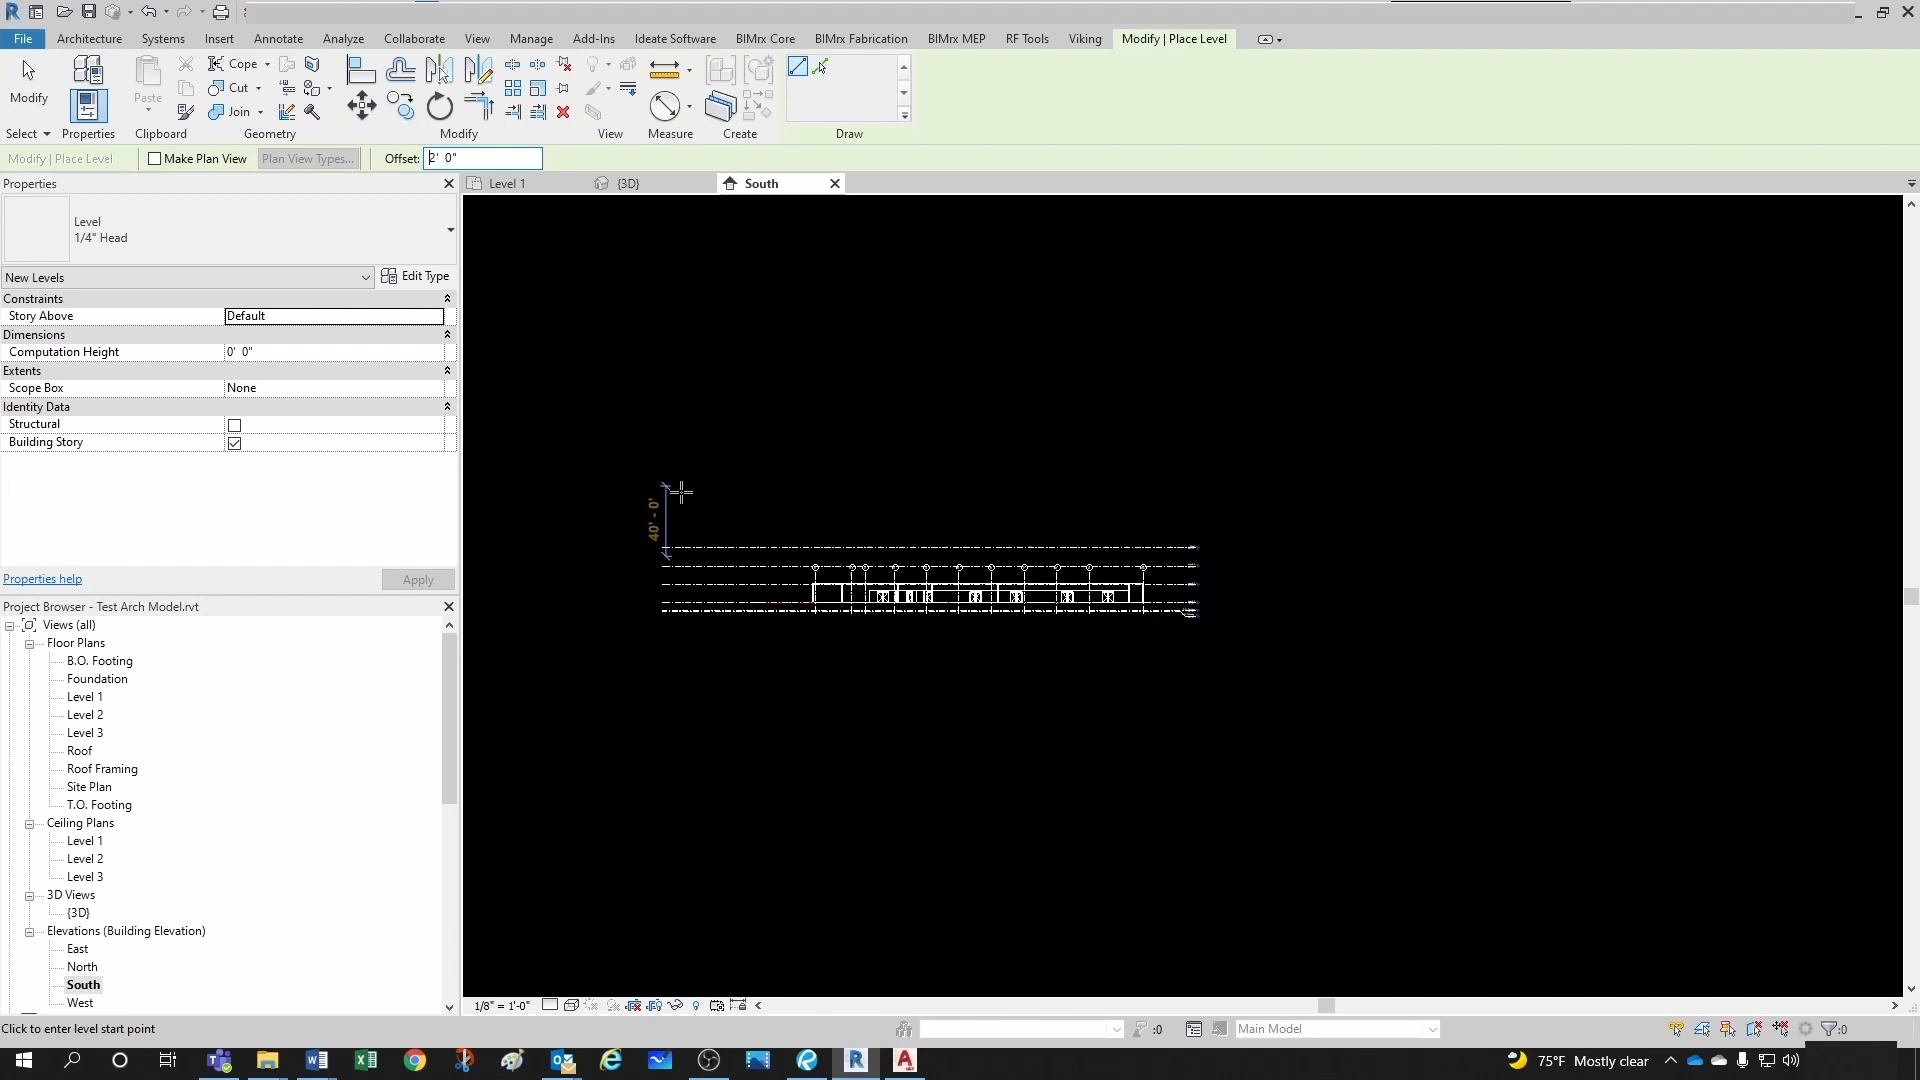 File Architecture Systems Insert Annotate Analyze Collaborate View Manage Add-Ins Ideate Software BIMrx Core BIMrx Fabrication BIMrx MEP RF Tools Viking Modify | Place Level
Modify Paste Cope
Cut
Join
Select Properties Clipboard Geometry Modify View Measure Create Draw
Modify | Place Level Make Plan View Plan View Types... Offset: 2' 0"
Properties Level 1 {3D} South
Level
1/4" Head
New Levels Edit Type
Constraints
Story Above Default
Dimensions
Computation Height 0' 0"
Extents
Scope Box None
Identity Data
Structural
Building Story
40' - 0"
Properties help Apply
Project Browser - Test Arch Model.rvt
Views (all)
Floor Plans
B.O. Footing
Foundation
Level 1
Level 2
Level 3
Roof
Roof Framing
Site Plan
T.O. Footing
Ceiling Plans
Level 1
Level 2
Level 3
3D Views
{3D}
Elevations (Building Elevation)
East
North
South
West
1/8" = 1'-0"
Click to enter level start point :0 Main Model :0
75°F Mostly clear